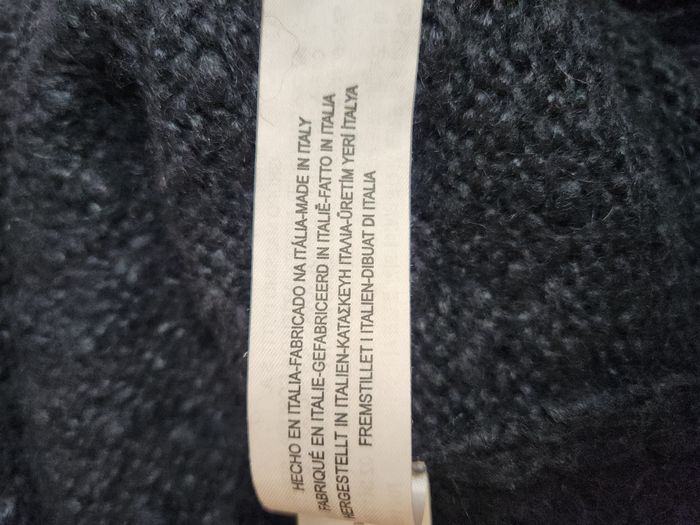 HECHO EN ITALIA-FABRICADO NA ITÁLIA-MADE IN ITALY
FABRIQUÉ EN ITALIE-GEFABRICEERD IN ITALIË-FATTO IN ITALIA
HERGESTELLT IN ITALIEN-ΚΑΤΑΣΚΕΥΗ ΙΤΑΛΙΑ-ÜRETİM YERİ İTALYA
FREMSTILLET I ITALIEN-DIBUAT DI ITALIA